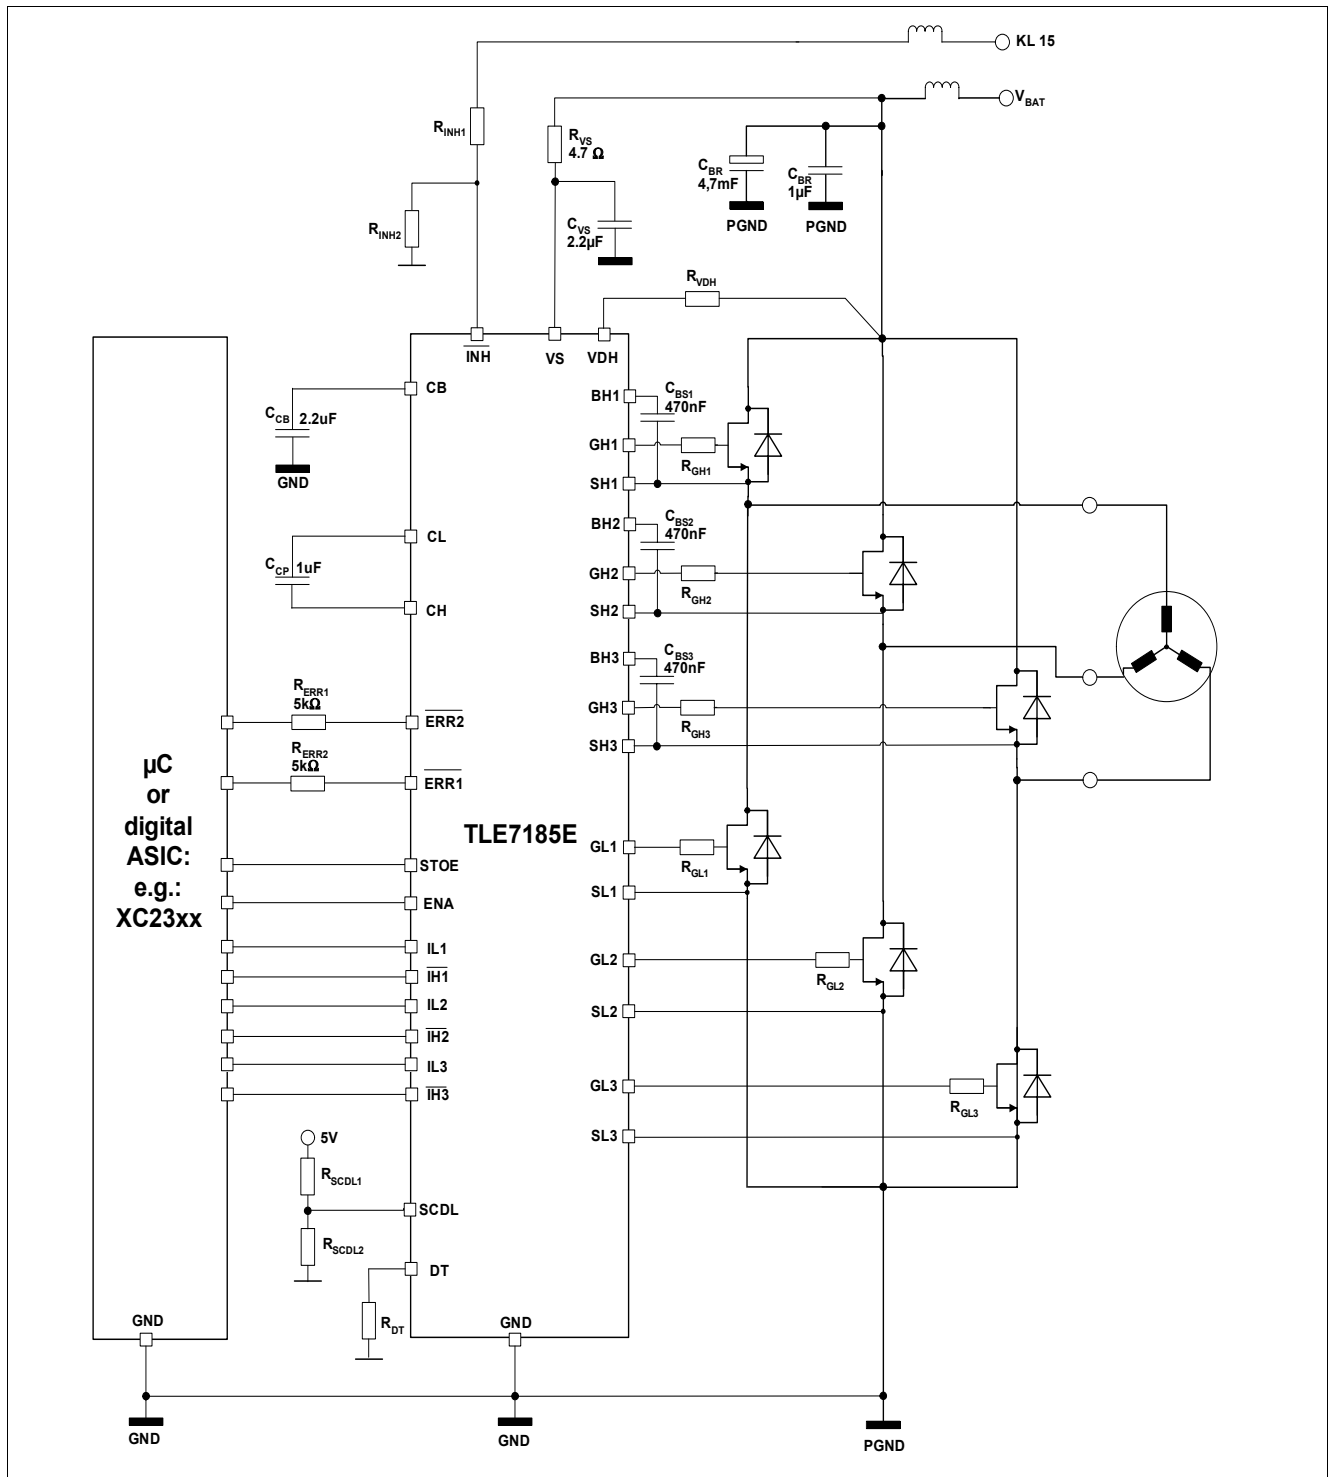 KL 15
V_BAT
R_INH1
R_VS
4.7 Ω
C_BR
4,7mF
C_BR
1µF
PGND
PGND
R_INH2
C_VS
2.2µF
R_VDH
INH
VS
VDH
CB
C_CB 2.2uF
GND
BH1
C_BS1
470nF
GH1
R_GH1
SH1
CL
C_CP 1uF
CH
BH2
C_BS2
470nF
GH2
R_GH2
SH2
BH3
C_BS3
470nF
GH3
R_GH3
SH3
R_ERR1
5kΩ
ERR2
R_ERR2
5kΩ
ERR1
µC
or
digital
ASIC:
e.g.:
XC23xx
TLE7185E
STOE
ENA
IL1
IH1
IL2
IH2
IL3
IH3
GL1
R_GL1
SL1
GL2
R_GL2
SL2
GL3
R_GL3
SL3
5V
R_SCDL1
SCDL
R_SCDL2
DT
R_DT
GND
GND
GND
GND
PGND